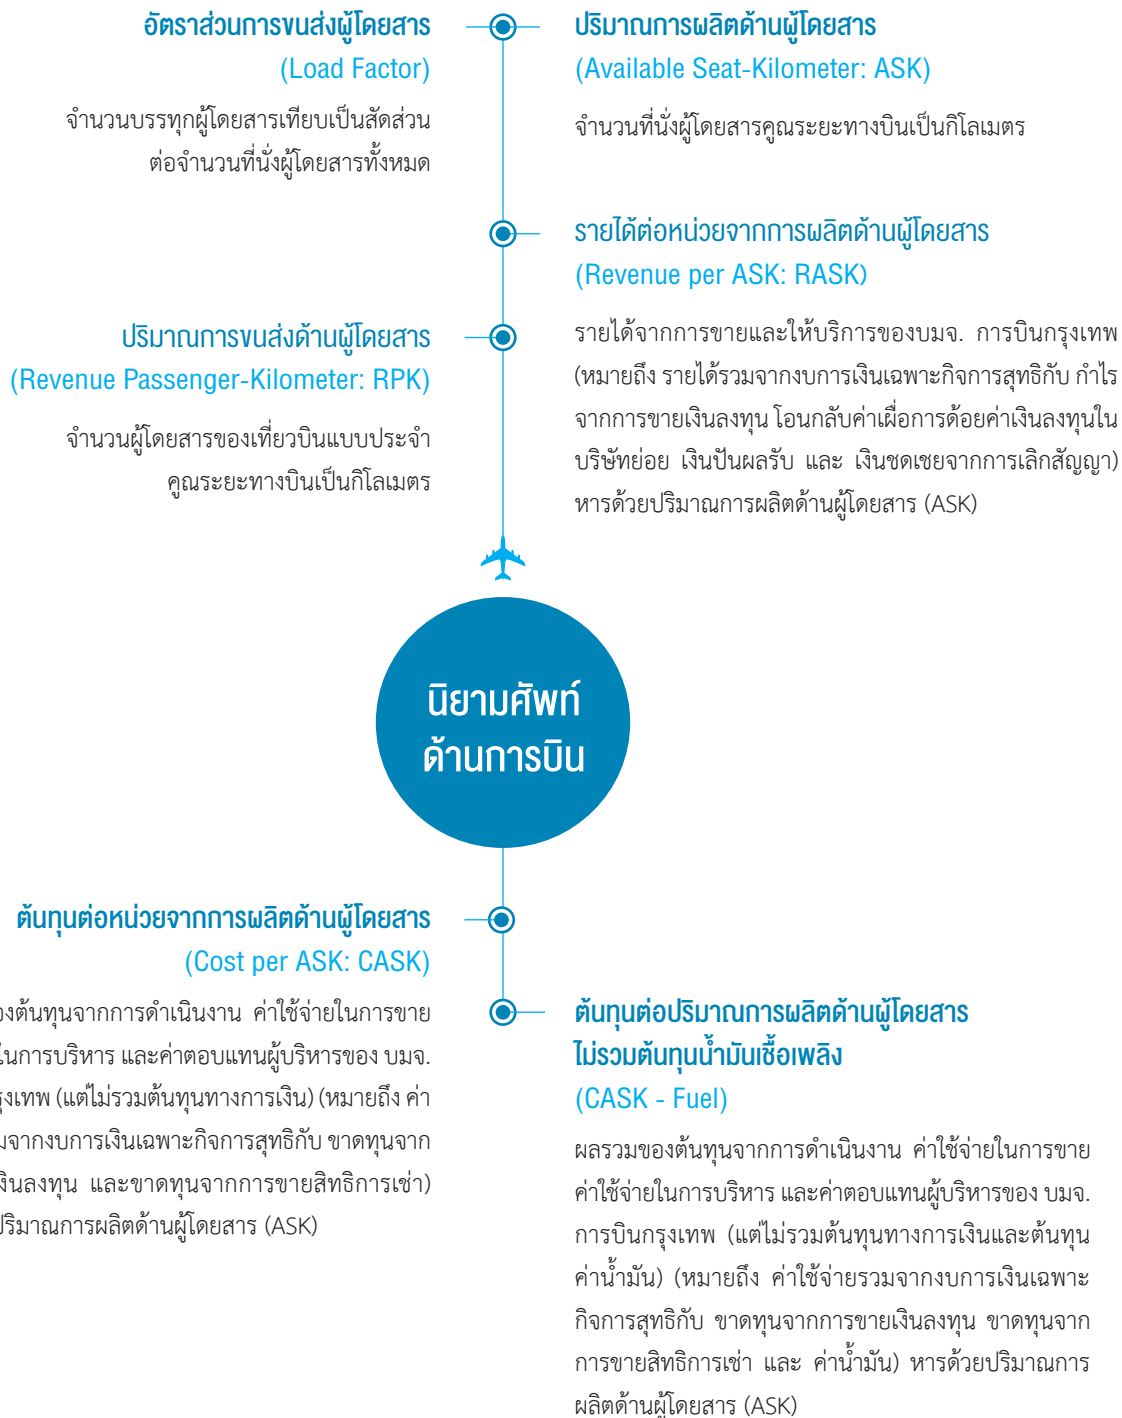 อัตราส่วนการขนส่งผู้โดยสาร
(Load Factor)
จำนวนบรรทุกผู้โดยสารเทียบเป็นสัดส่วน
ต่อจำนวนที่นั่งผู้โดยสารทั้งหมด
ปริมาณการผลิตด้านผู้โดยสาร
(Available Seat-Kilometer: ASK)
จำนวนที่นั่งผู้โดยสารคูณระยะทางบินเป็นกิโลเมตร
รายได้ต่อหน่วยจากการผลิตด้านผู้โดยสาร
(Revenue per ASK: RASK)
รายได้จากการขายและให้บริการของบมจ. การบินกรุงเทพ
(หมายถึง รายได้รวมจากงบการเงินเฉพาะกิจการสุทธิกับ กำไร
จากการขายเงินลงทุน โอนกลับค่าเผื่อการด้อยค่าเงินลงทุนใน
บริษัทย่อย เงินปันผลรับ และ เงินชดเชยจากการเลิกสัญญา)
หารด้วยปริมาณการผลิตด้านผู้โดยสาร (ASK)
ปริมาณการขนส่งด้านผู้โดยสาร
(Revenue Passenger-Kilometer: RPK)
จำนวนผู้โดยสารของเที่ยวบินแบบประจำ
คูณระยะทางบินเป็นกิโลเมตร
นิยามศัพท์
ด้านการบิน
ต้นทุนต่อหน่วยจากการผลิตด้านผู้โดยสาร
(Cost per ASK: CASK)
ต้นทุนจากการดำเนินงาน ค่าใช้จ่ายในการขาย
ในการบริหาร และค่าตอบแทนผู้บริหารของ บมจ.
(แต่ไม่รวมต้นทุนทางการเงิน) (หมายถึง ค่า
จากงบการเงินเฉพาะกิจการสุทธิกับ ขาดทุนจาก
และขาดทุนจากการขายสิทธิการเช่า)
ปริมาณการผลิตด้านผู้โดยสาร (ASK)
ต้นทุนต่อปริมาณการผลิตด้านผู้โดยสาร
ไม่รวมต้นทุนน้ำมันเชื้อเพลิง
(CASK - Fuel)
ผลรวมของต้นทุนจากการดำเนินงาน ค่าใช้จ่ายในการขาย
ค่าใช้จ่ายในการบริหาร และค่าตอบแทนผู้บริหารของ บมจ.
การบินกรุงเทพ (แต่ไม่รวมต้นทุนทางการเงินและต้นทุน
ค่าน้ำมัน) (หมายถึง ค่าใช้จ่ายรวมจากงบการเงินเฉพาะ
กิจการสุทธิกับ ขาดทุนจากการขายเงินลงทุน ขาดทุนจาก
การขายสิทธิการเช่า และ ค่าน้ำมัน) หารด้วยปริมาณการ
ผลิตด้านผู้โดยสาร (ASK)